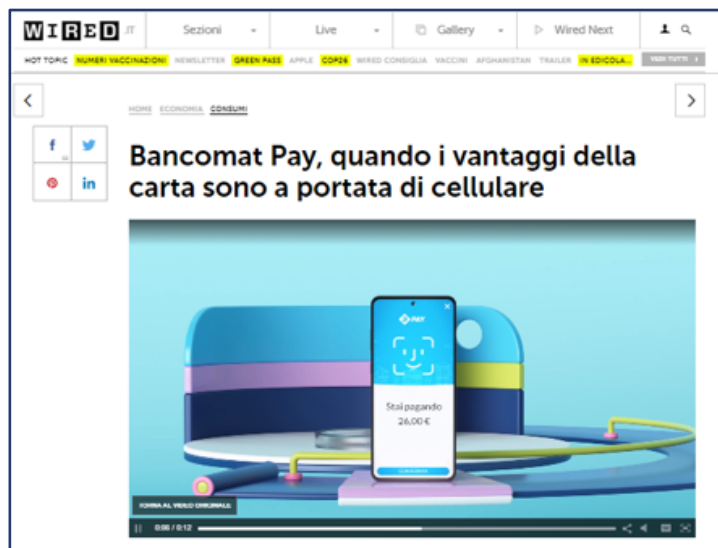 WIRED.IT Sezioni Live Gallery Wired Next
HOT TOPIC NUMERI VACCINAZIONI NEWSLETTER GREEN PASS APPLE COP26 WIRED CONSIGLIA VACCINI AFGHANISTAN TRAILER IN EDICOLA... VEDI TUTTI
HOME ECONOMIA CONSUMI
Bancomat Pay, quando i vantaggi della
carta sono a portata di cellulare
PAY
Stai pagando
26,00 €
TORNA AL VIDEO ORIGINALE
0:06 / 0:12